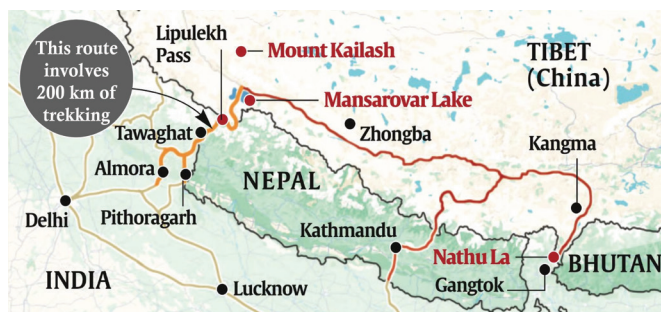 This route
involves
200 km of
trekking
Lipulekh
Pass
Mount Kailash
TIBET
(China)
Mansarovar Lake
Tawaghat
Zhongba
Kangma
Almora
NEPAL
Delhi
Pithoragarh
Kathmandu
Nathu La
BHUTAN
INDIA
Lucknow
Gangtok